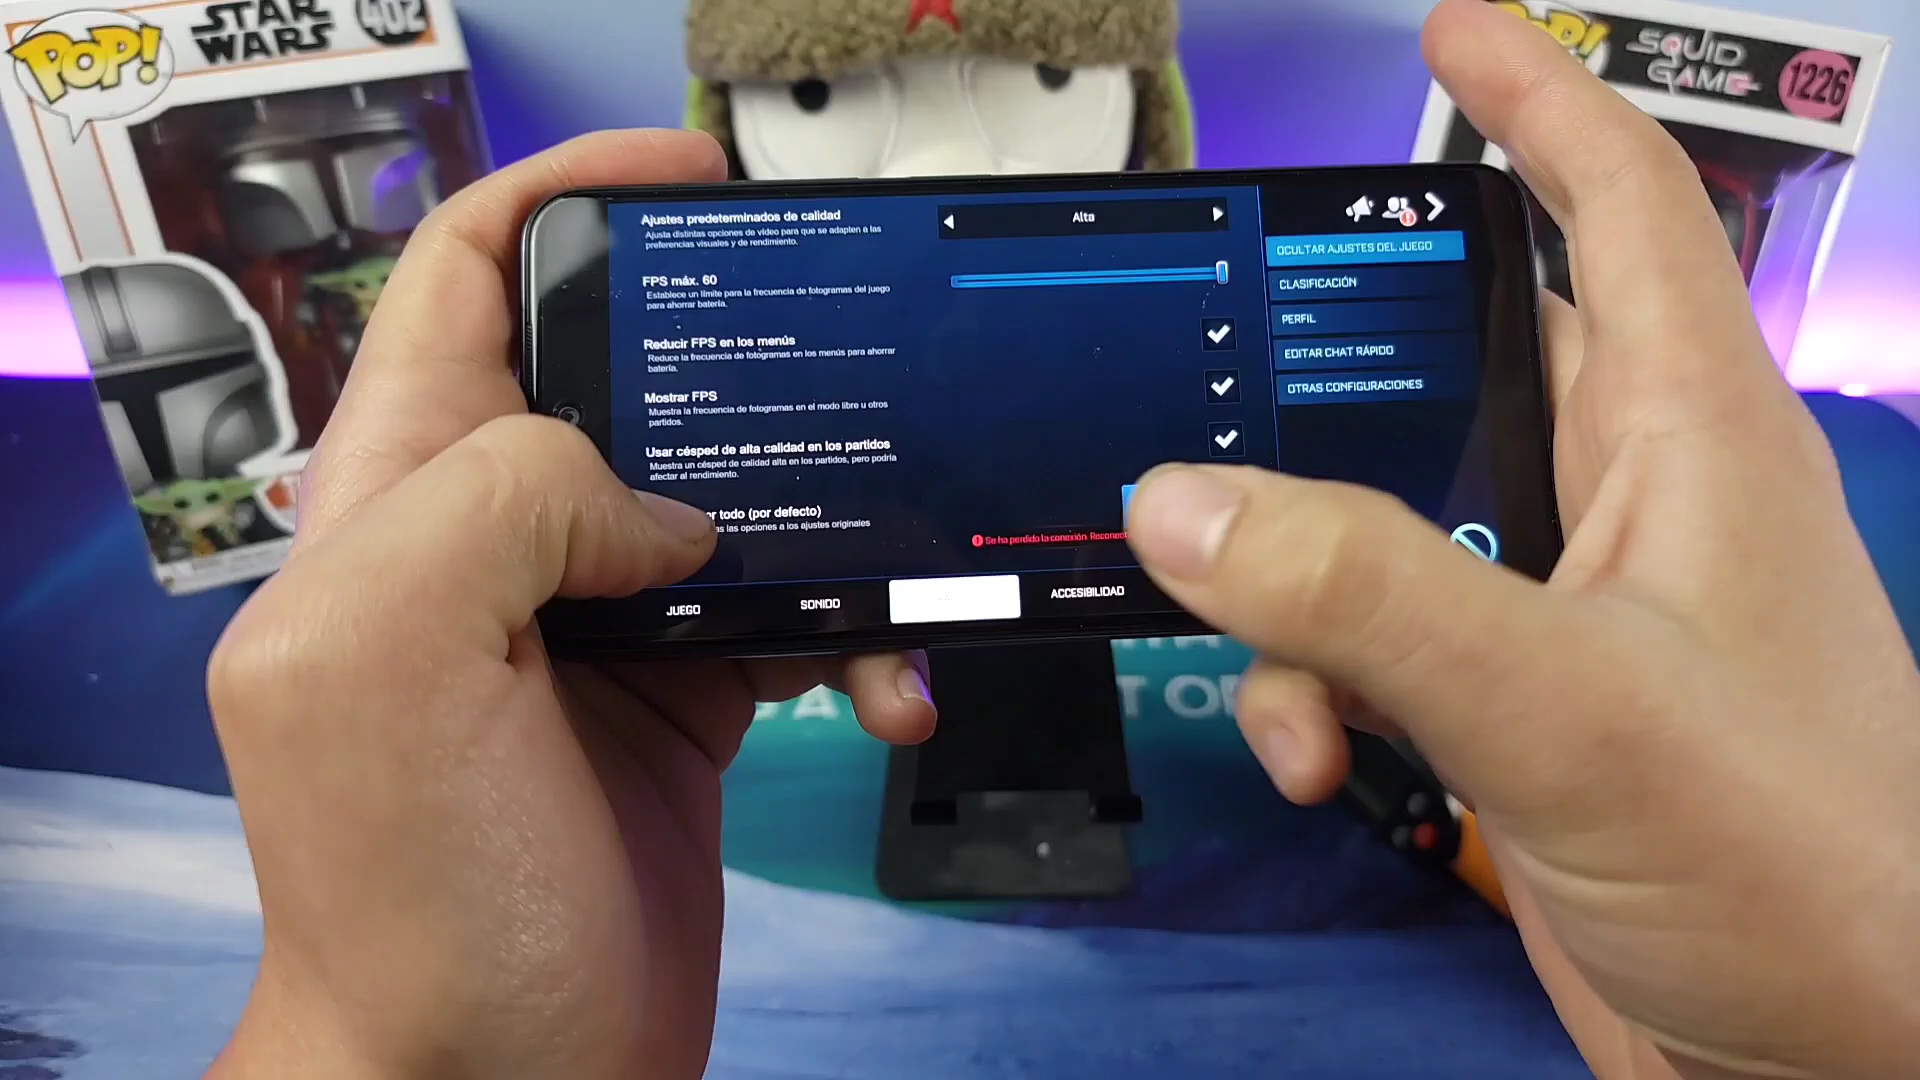 POP!
STAR
WARS
402
POP!
SQUID
GAME
1226
Ajustes predeterminados de calidad
Ajusta distintas opciones de vídeo para que se adapten a las
preferencias visuales y de rendimiento.
Alta
FPS máx. 60
Establece un límite para la frecuencia de fotogramas del juego
para ahorrar batería.
Reducir FPS en los menús
Reduce la frecuencia de fotogramas en los menús para ahorrar
batería.
Mostrar FPS
Muestra la frecuencia de fotogramas en el modo libre u otros
partidos.
Usar césped de alta calidad en los partidos
Muestra un césped de calidad alta en los partidos, pero podría
afectar al rendimiento.
todo (por defecto)
las opciones a los ajustes originales
Se ha perdido la conexión.
JUEGO
SONIDO
ACCESIBILIDAD
OCULTAR AJUSTES DEL JUEGO
CLASIFICACIÓN
PERFIL
EDITAR CHAT RÁPIDO
OTRAS CONFIGURACIONES